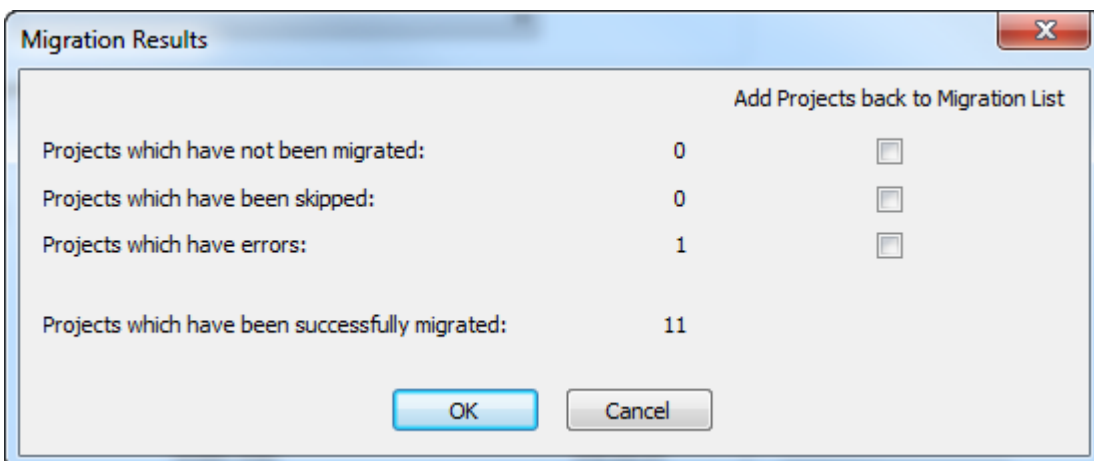 Migration Results
Add Projects back to Migration List
Projects which have not been migrated: 0
Projects which have been skipped: 0
Projects which have errors: 1
Projects which have been successfully migrated: 11
OK Cancel